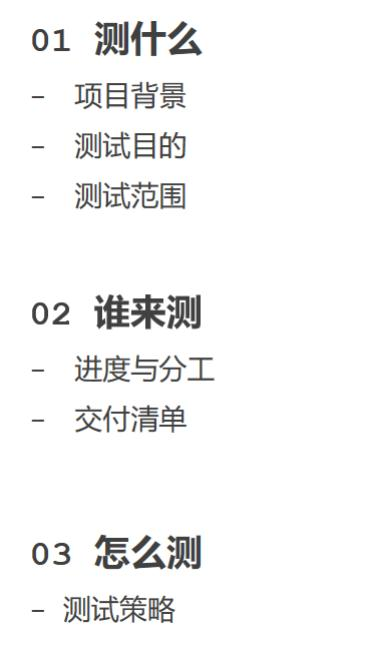 01 测什么
– 项目背景
– 测试目的
– 测试范围
02 谁来测
– 进度与分工
– 交付清单
03 怎么测
– 测试策略